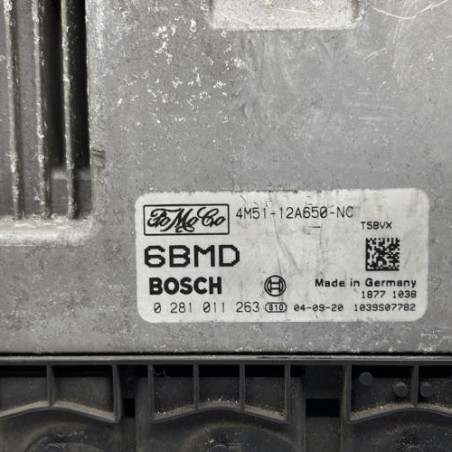 FoMoCo 4M51-12A650-NC
T5BVX
6BMD
BOSCH Made in Germany
1877 1038
0 281 011 263 810 04-09-20 1039S07782